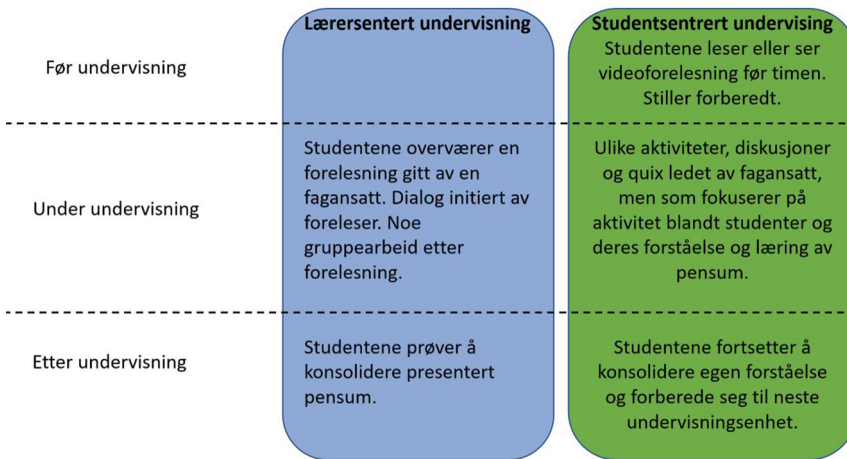 Lærersentert undervisning
Studentsentrert undervising
Før undervisning
Studentene leser eller ser
videoforelesning før timen.
Stiller forberedt.
Under undervisning
Studentene overværer en
forelesning gitt av en
fagansatt. Dialog initiert av
foreleser. Noe
gruppearbeid etter
forelesning.
Ulike aktiviteter, diskusjoner
og quix ledet av fagansatt,
men som fokuserer på
aktivitet blandt studenter og
deres forståelse og læring av
pensum.
Etter undervisning
Studentene prøver å
konsolidere presentert
pensum.
Studentene fortsetter å
konsolidere egen forståelse
og forberede seg til neste
undervisningsenhet.